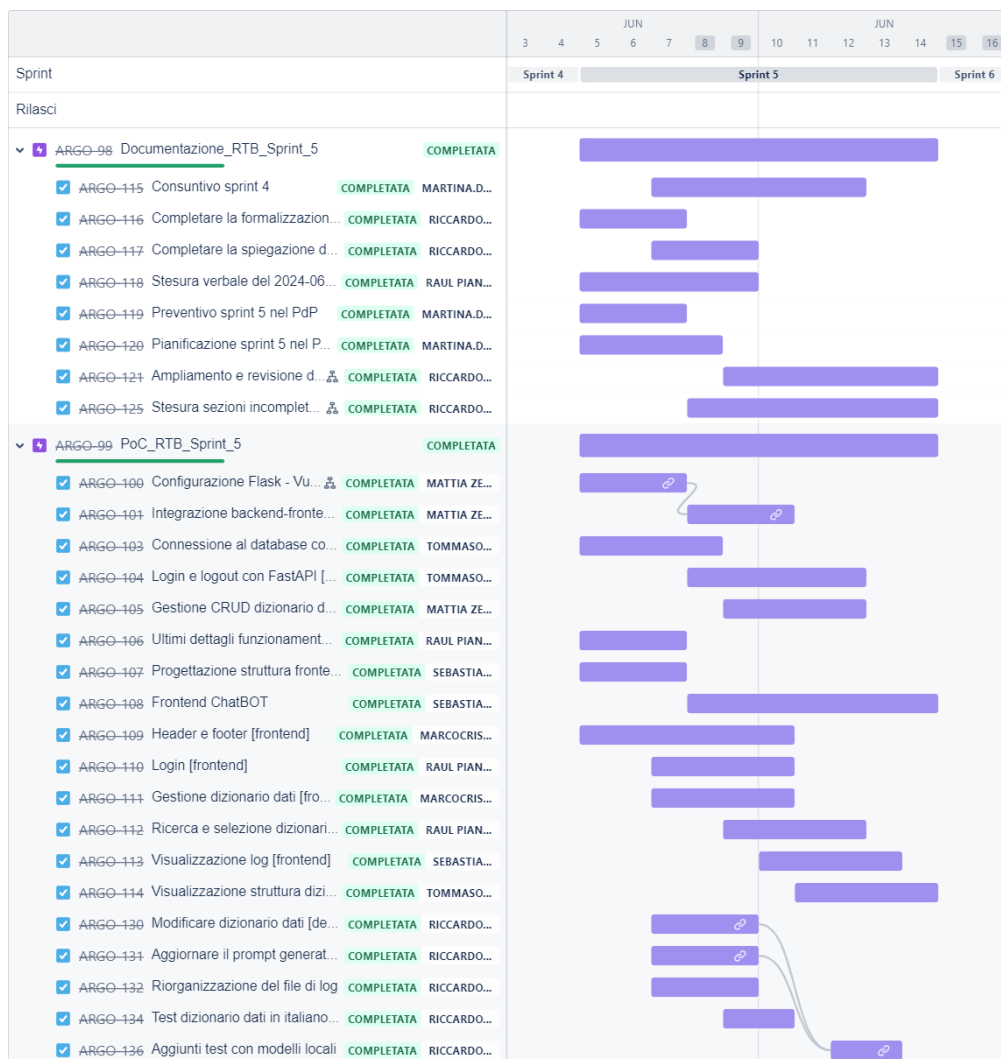 JUN JUN
3 4 5 6 7 8 9 10 11 12 13 14 15 16
Sprint Sprint 4 Sprint 5 Sprint 6
Rilasci
ARGO-98 Documentazione_RTB_Sprint_5 COMPLETATA
ARGO-115 Consuntivo sprint 4 COMPLETATA MARTINA.D...
ARGO-116 Completare la formalizzazion... COMPLETATA RICCARDO...
ARGO-117 Completare la spiegazione d... COMPLETATA RICCARDO...
ARGO-118 Stesura verbale del 2024-06... COMPLETATA RAUL PIAN...
ARGO-119 Preventivo sprint 5 nel PdP COMPLETATA MARTINA.D...
ARGO-120 Pianificazione sprint 5 nel P... COMPLETATA MARTINA.D...
ARGO-121 Ampliamento e revisione d... COMPLETATA RICCARDO...
ARGO-125 Stesura sezioni incomplet... COMPLETATA RICCARDO...
ARGO-99 PoC_RTB_Sprint_5 COMPLETATA
ARGO-100 Configurazione Flask - Vu... COMPLETATA MATTIA ZE...
ARGO-101 Integrazione backend-fronte... COMPLETATA MATTIA ZE...
ARGO-103 Connessione al database co... COMPLETATA TOMMASO...
ARGO-104 Login e logout con FastAPI [... COMPLETATA TOMMASO...
ARGO-105 Gestione CRUD dizionario d... COMPLETATA MATTIA ZE...
ARGO-106 Ultimi dettagli funzionament... COMPLETATA RAUL PIAN...
ARGO-107 Progettazione struttura fronte... COMPLETATA SEBASTIA...
ARGO-108 Frontend ChatBOT COMPLETATA SEBASTIA...
ARGO-109 Header e footer [frontend] COMPLETATA MARCOCRIS...
ARGO-110 Login [frontend] COMPLETATA RAUL PIAN...
ARGO-111 Gestione dizionario dati [fro... COMPLETATA MARCOCRIS...
ARGO-112 Ricerca e selezione dizionari... COMPLETATA RAUL PIAN...
ARGO-113 Visualizzazione log [frontend] COMPLETATA SEBASTIA...
ARGO-114 Visualizzazione struttura dizi... COMPLETATA TOMMASO...
ARGO-130 Modificare dizionario dati [de... COMPLETATA RICCARDO...
ARGO-131 Aggiornare il prompt generat... COMPLETATA RICCARDO...
ARGO-132 Riorganizzazione del file di log COMPLETATA RICCARDO...
ARGO-134 Test dizionario dati in italiano... COMPLETATA RICCARDO...
ARGO-136 Aggiunti test con modelli locali COMPLETATA RICCARDO...